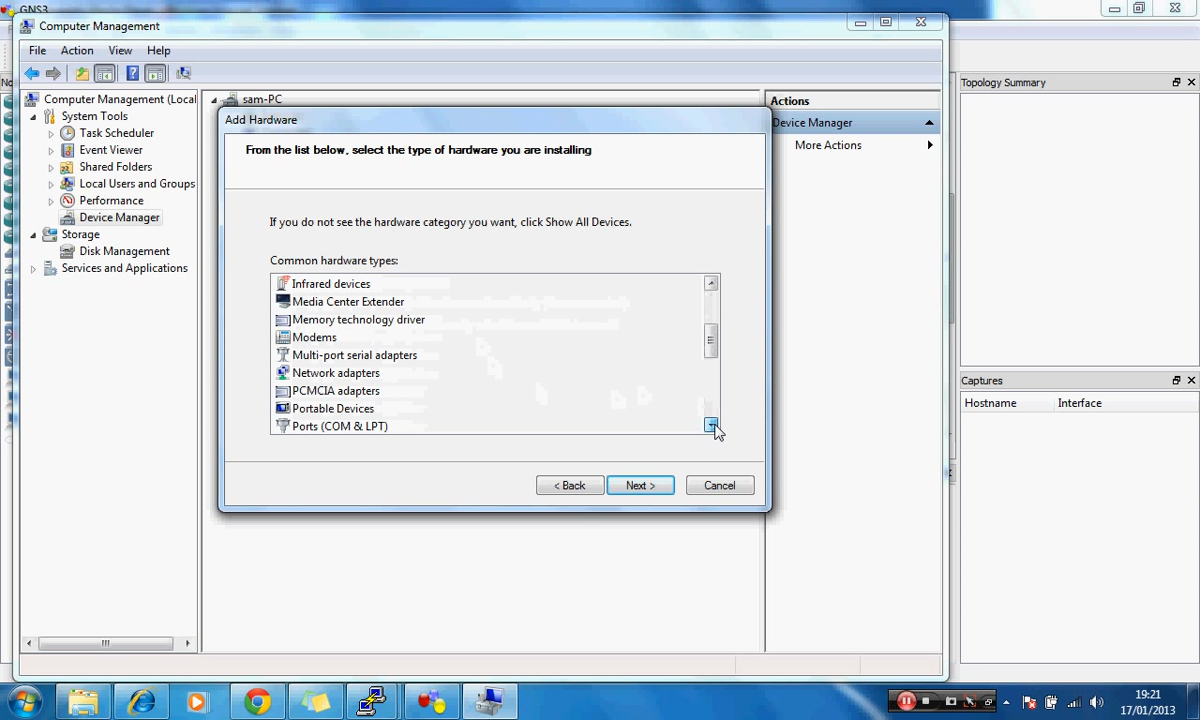 GNS3
Computer Management
File Action View Help
Computer Management (Local
System Tools
Task Scheduler
Event Viewer
Shared Folders
Local Users and Groups
Performance
Device Manager
Storage
Disk Management
Services and Applications
sam-PC
Add Hardware
From the list below, select the type of hardware you are installing
If you do not see the hardware category you want, click Show All Devices.
Common hardware types:
Infrared devices
Media Center Extender
Memory technology driver
Modems
Multi-port serial adapters
Network adapters
PCMCIA adapters
Portable Devices
Ports (COM & LPT)
< Back Next > Cancel
Actions
Device Manager
More Actions
Topology Summary
Captures
Hostname Interface
19:21
17/01/2013